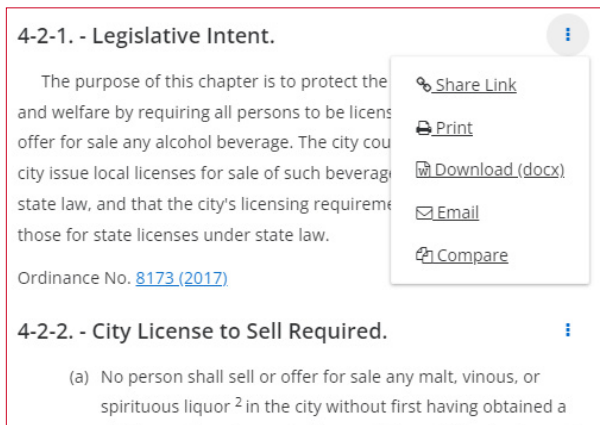 4-2-1. - Legislative Intent.
The purpose of this chapter is to protect the
and welfare by requiring all persons to be licens
offer for sale any alcohol beverage. The city cou
city issue local licenses for sale of such beverag
state law, and that the city's licensing requireme
those for state licenses under state law.
Ordinance No. 8173 (2017)
Share Link
Print
Download (docx)
Email
Compare
4-2-2. - City License to Sell Required.
(a) No person shall sell or offer for sale any malt, vinous, or
spirituous liquor 2 in the city without first having obtained a